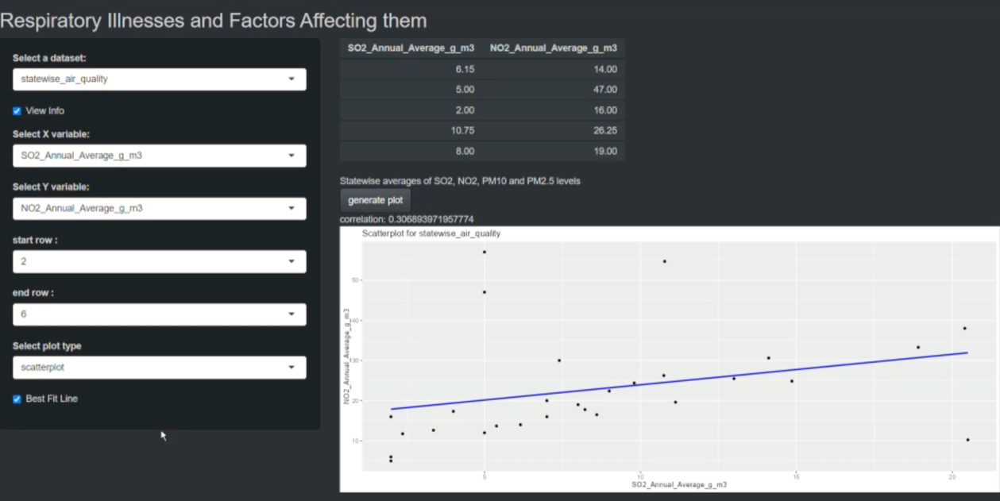 Respiratory Illnesses and Factors Affecting them
Select a dataset:
statewise_air_quality
View Info
Select X variable:
SO2_Annual_Average_g_m3
Select Y variable:
NO2_Annual_Average_g_m3
start row :
2
end row :
6
Select plot type
scatterplot
Best Fit Line
SO2_Annual_Average_g_m3 NO2_Annual_Average_g_m3
6.15 14.00
5.00 47.00
2.00 16.00
10.75 26.25
8.00 19.00
Statewise averages of SO2, NO2, PM10 and PM2.5 levels
generate plot
correlation: 0.306893971957774
Scatterplot for statewise_air_quality
NO2_Annual_Average_g_m3
50
40
30
20
10
5 10 15 20
SO2_Annual_Average_g_m3